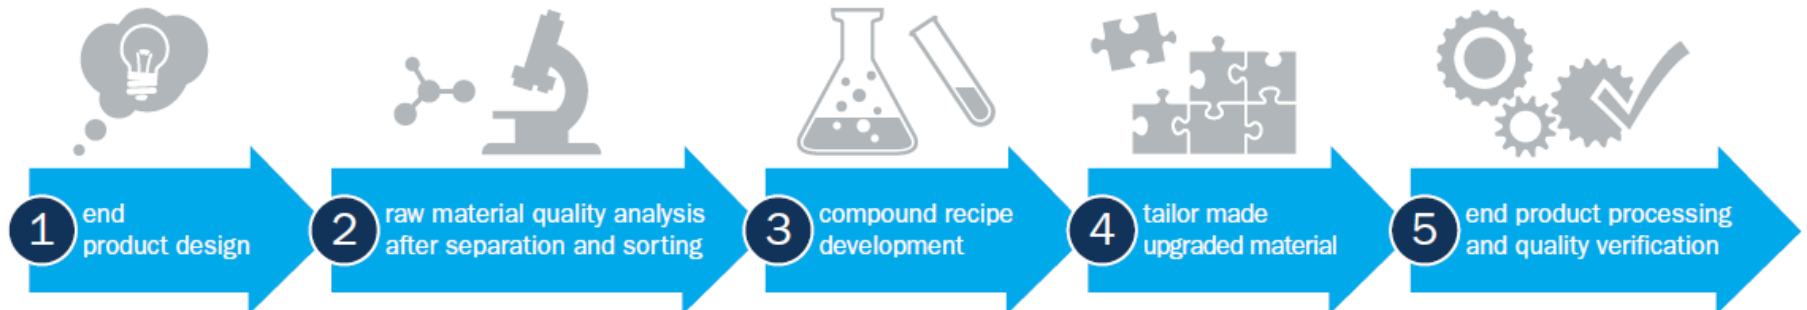 1
end
product design
2
raw material quality analysis
after separation and sorting
3
compound recipe
development
4
tailor made
upgraded material
5
end product processing
and quality verification